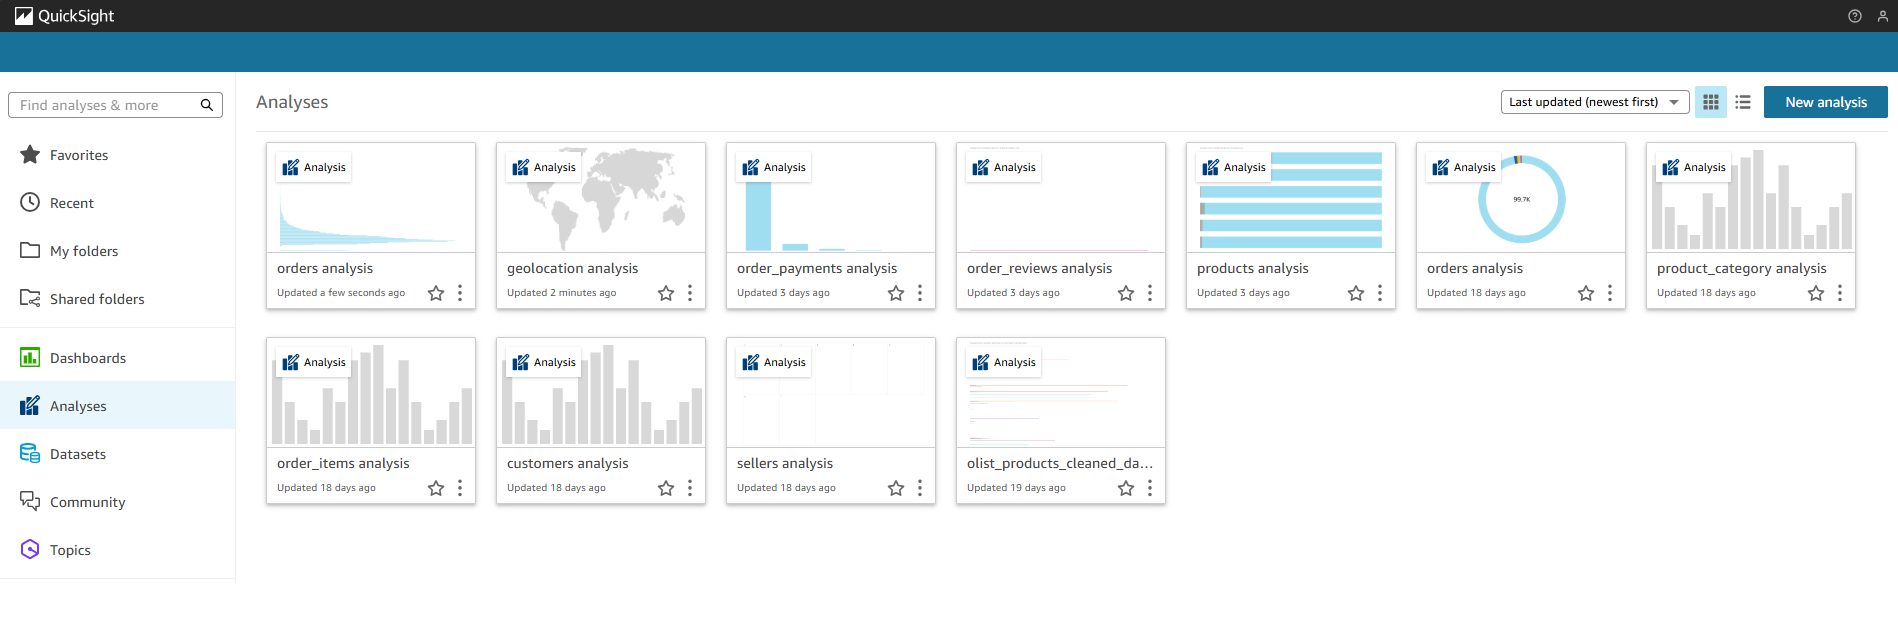 QuickSight
Find analyses & more
Favorites
Recent
My folders
Shared folders
Dashboards
Analyses
Datasets
Community
Topics
Analyses
Last updated (newest first)
New analysis
Analysis
orders analysis
Updated a few seconds ago
Analysis
geolocation analysis
Updated 2 minutes ago
Analysis
order_payments analysis
Updated 3 days ago
Analysis
order_reviews analysis
Updated 3 days ago
Analysis
products analysis
Updated 3 days ago
Analysis
99.7K
orders analysis
Updated 18 days ago
Analysis
product_category analysis
Updated 18 days ago
Analysis
order_items analysis
Updated 18 days ago
Analysis
customers analysis
Updated 18 days ago
Analysis
sellers analysis
Updated 18 days ago
Analysis
olist_products_cleaned_da...
Updated 19 days ago